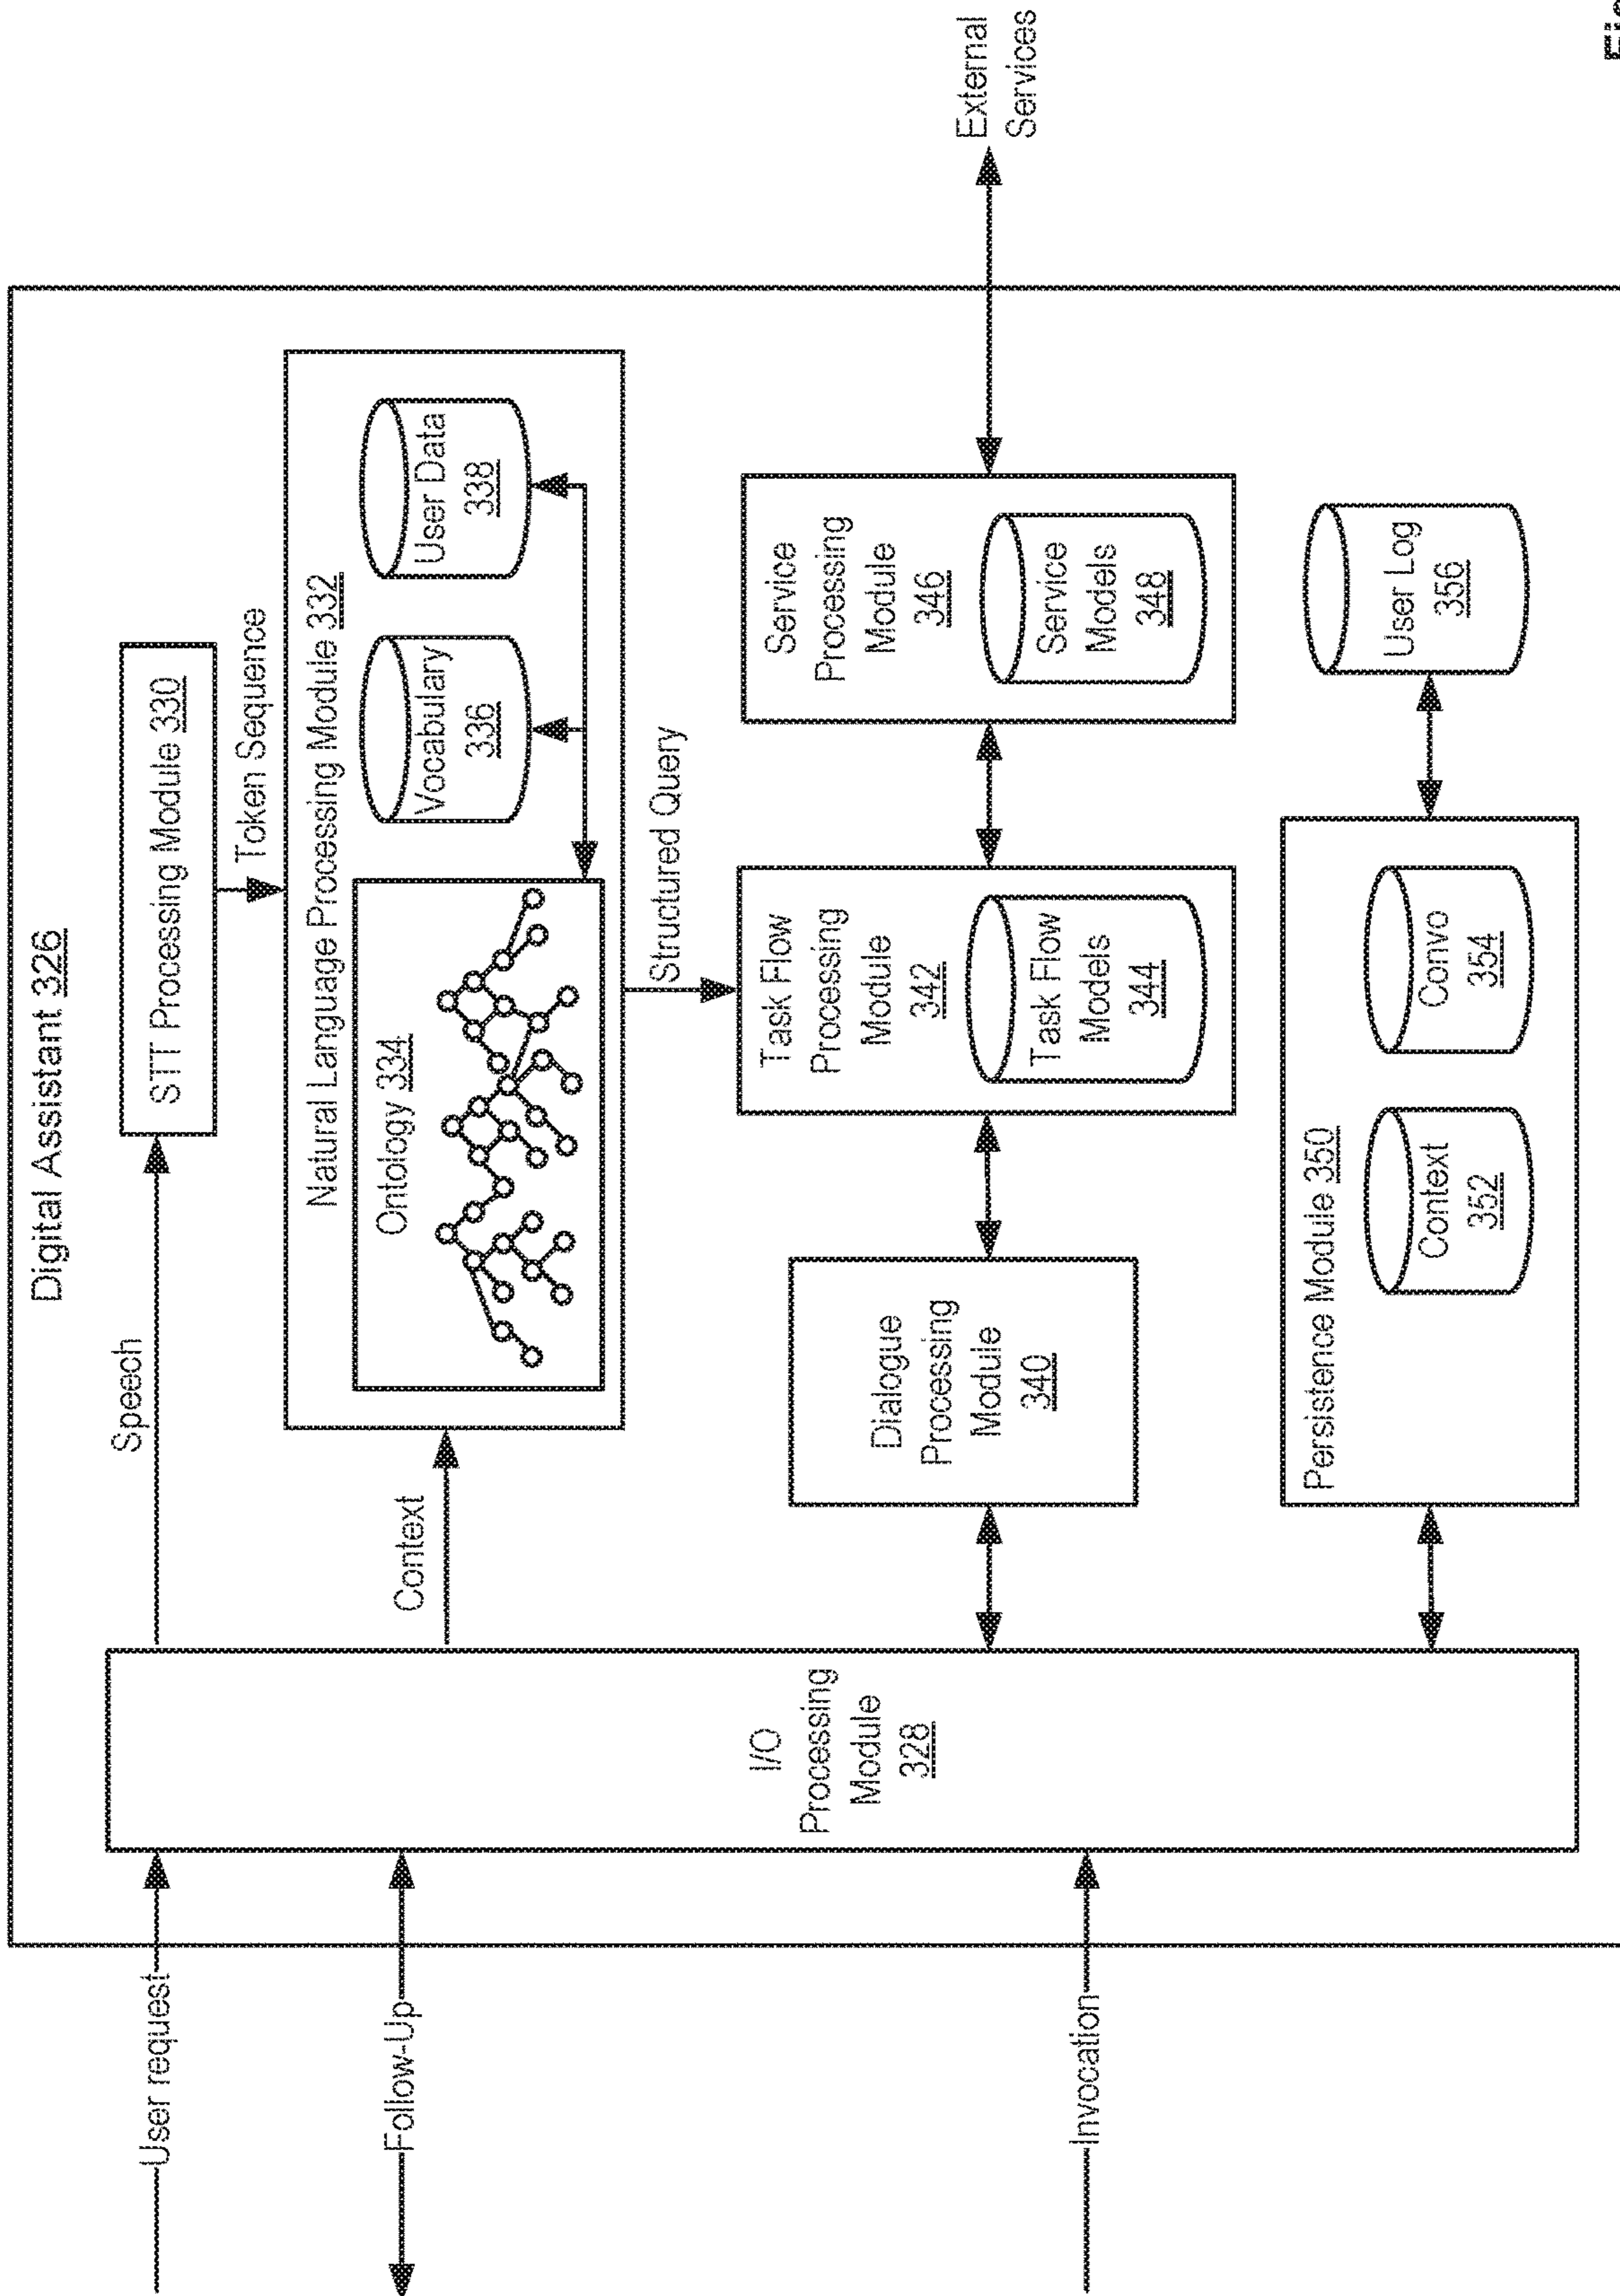 Digital Assistant 326
User request
Follow-Up
Invocation
I/O
Processing
Module
328
Speech
Context
STT Processing Module 330
Token Sequence
Natural Language Processing Module 332
Ontology 334
Vocabulary
336
User Data
338
Structured Query
Dialogue
Processing
Module
340
Task Flow
Processing
Module
342
Task Flow
Models
344
Service
Processing
Module
346
Service
Models
348
External
Services
Persistence Module 350
Context
352
Convo
354
User Log
356